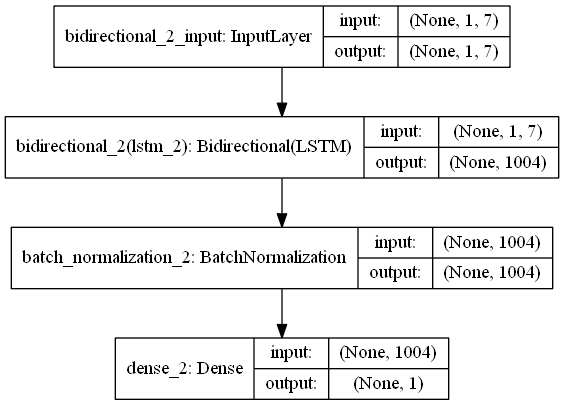 bidirectional_2_input: InputLayer
input: (None, 1, 7)
output: (None, 1, 7)
bidirectional_2(lstm_2): Bidirectional(LSTM)
input: (None, 1, 7)
output: (None, 1004)
batch_normalization_2: BatchNormalization
input: (None, 1004)
output: (None, 1004)
dense_2: Dense
input: (None, 1004)
output: (None, 1)